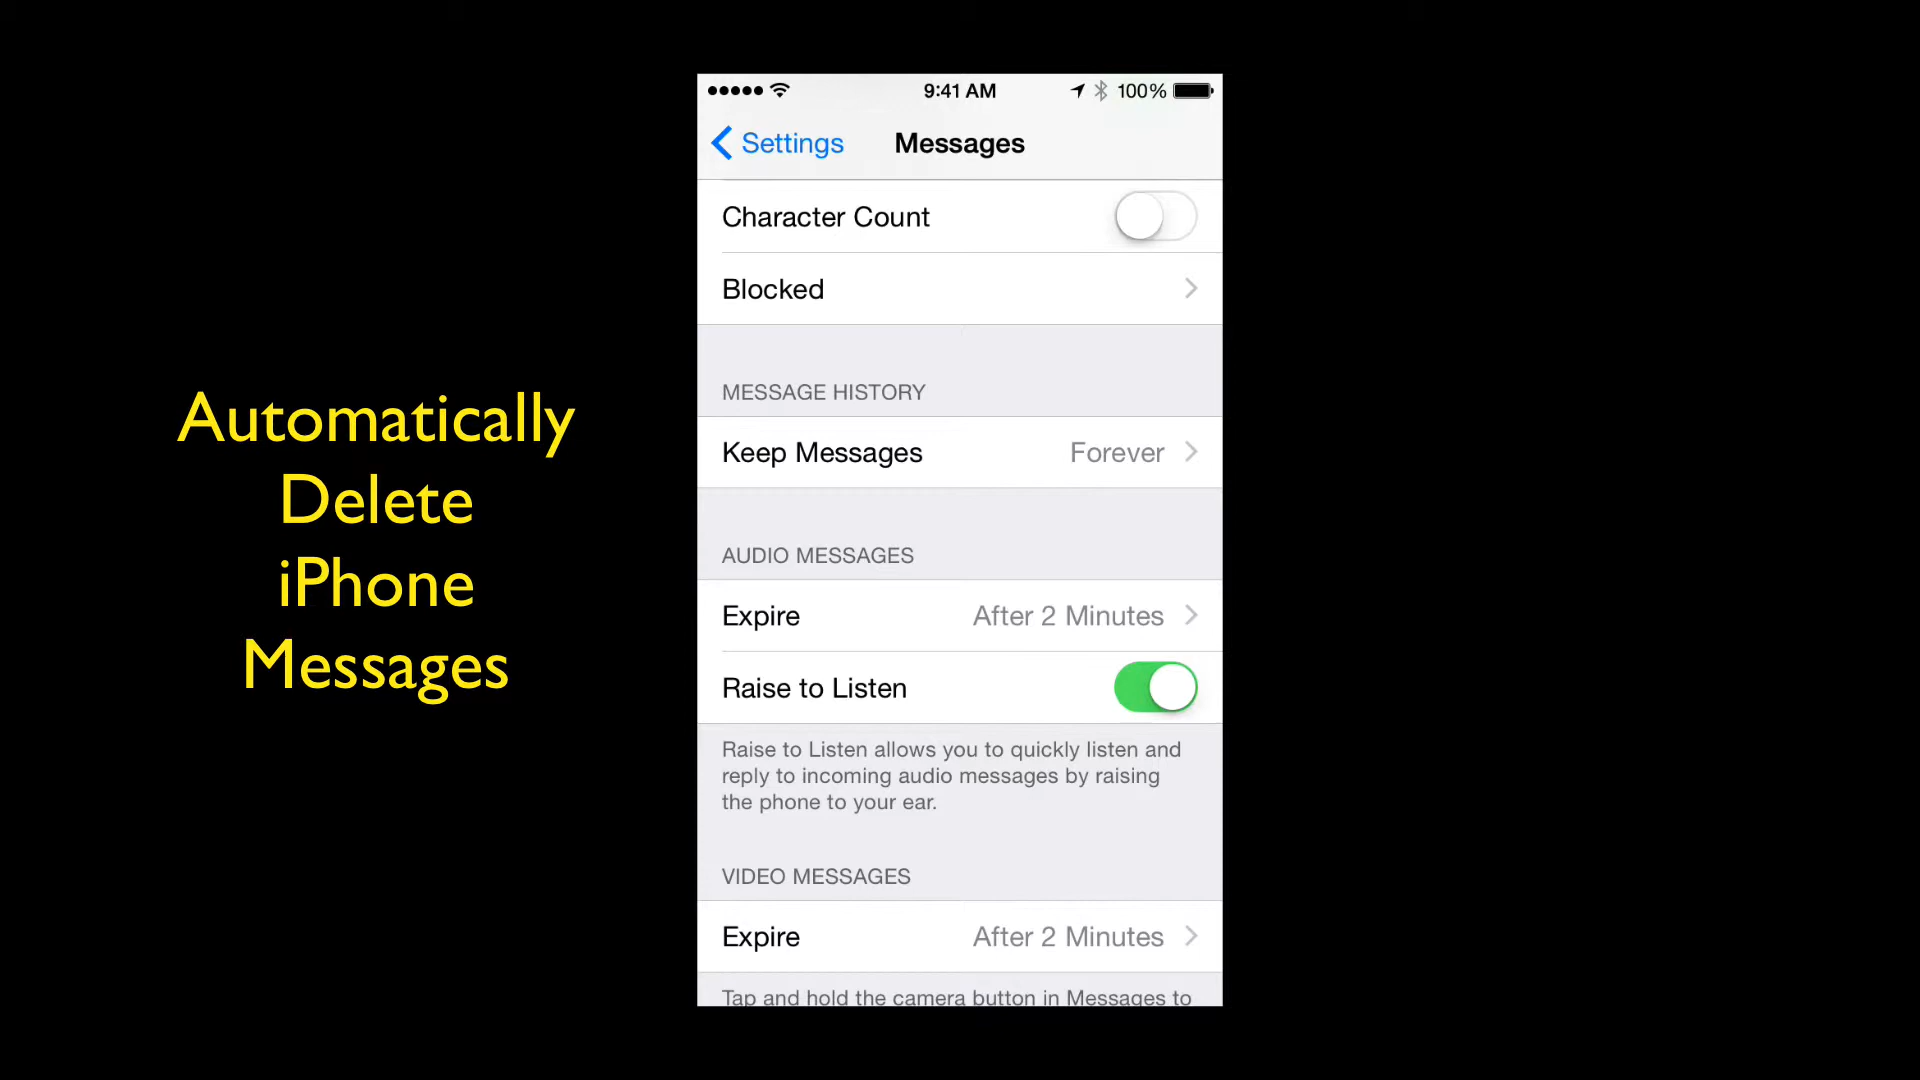 9:41 AM 100%
Settings Messages
Character Count
Blocked
MESSAGE HISTORY
Keep Messages Forever
AUDIO MESSAGES
Expire After 2 Minutes
Raise to Listen
Raise to Listen allows you to quickly listen and
reply to incoming audio messages by raising
the phone to your ear.
VIDEO MESSAGES
Expire After 2 Minutes
Tap and hold the camera button in Messages to
Automatically
Delete
iPhone
Messages